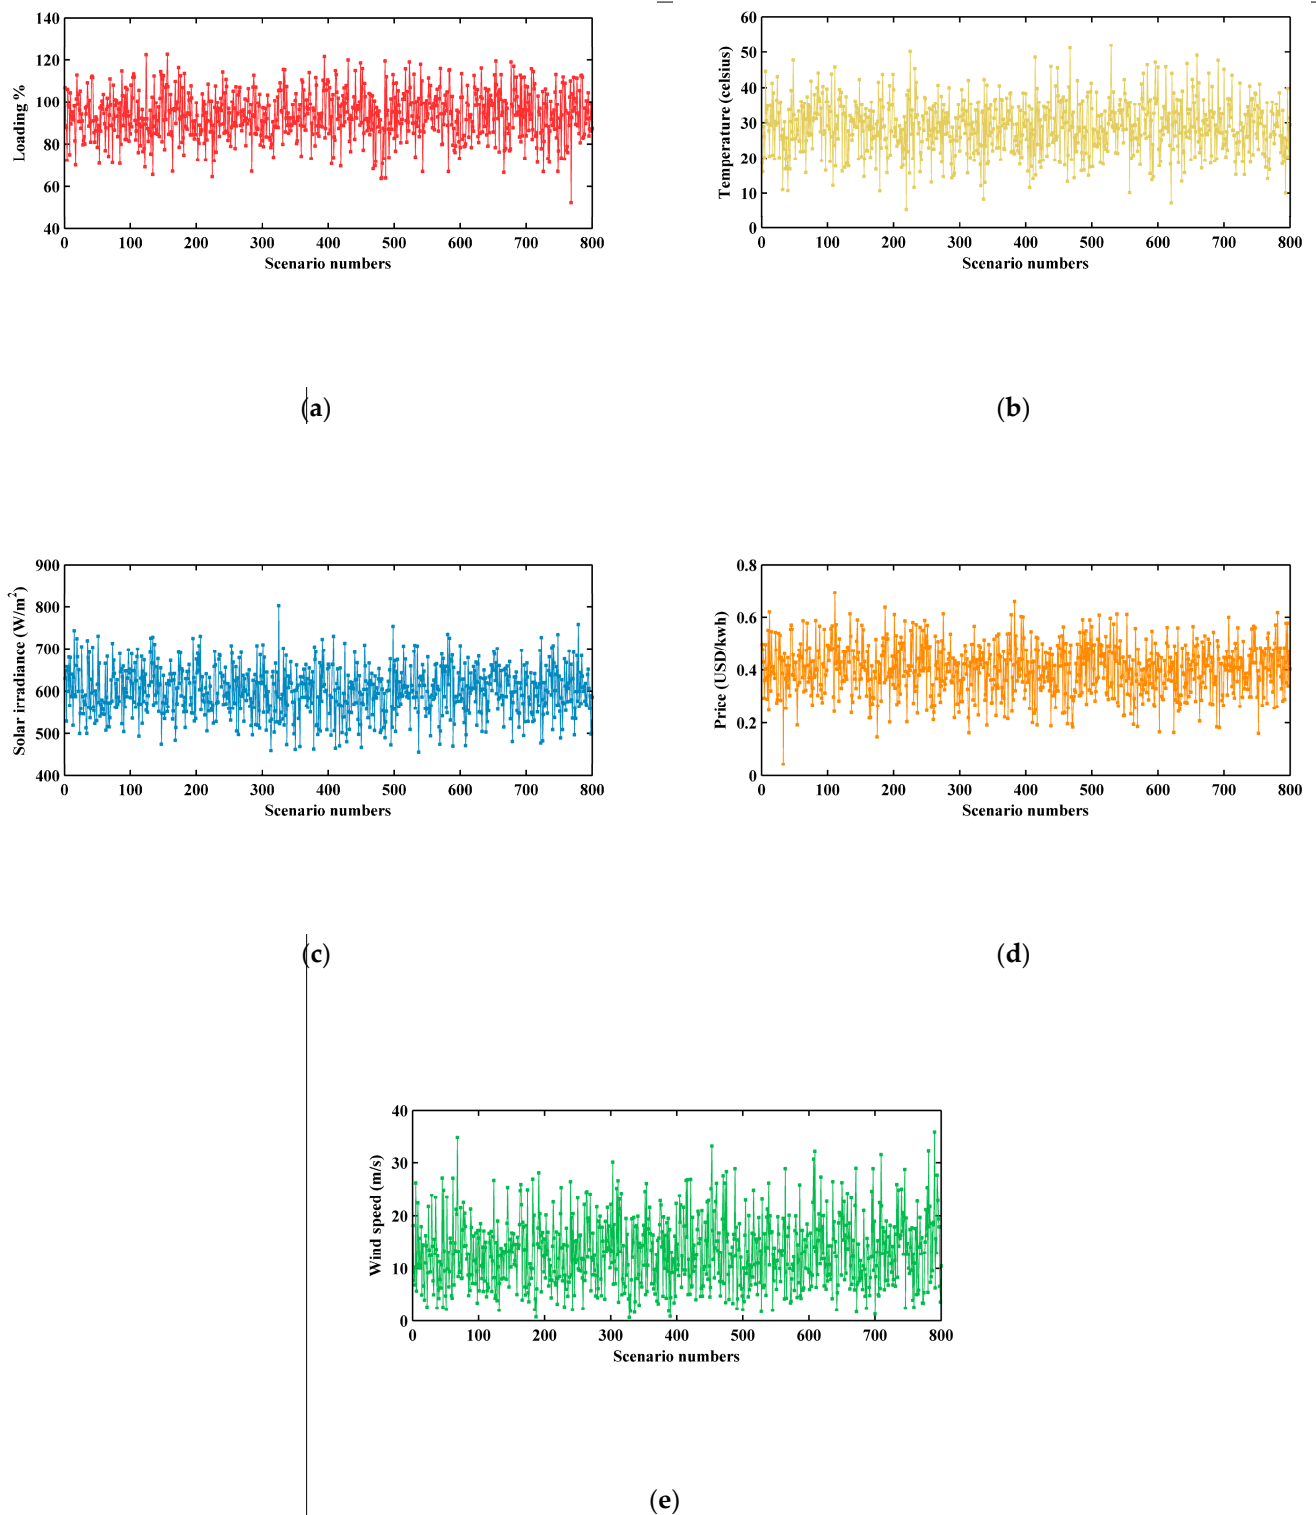 140
120
100
80
60
40
Loading %
0 100 200 300 400 500 600 700 800
Scenario numbers
(a)
60
50
40
30
20
10
0
Temperature (celsius)
0 100 200 300 400 500 600 700 800
Scenario numbers
(b)
900
800
700
600
500
400
Solar irradiance (W/m²)
0 100 200 300 400 500 600 700 800
Scenario numbers
(c)
0.8
0.6
0.4
0.2
0
Price (USD/kwh)
0 100 200 300 400 500 600 700 800
Scenario numbers
(d)
40
30
20
10
0
Wind speed (m/s)
0 100 200 300 400 500 600 700 800
Scenario numbers
(e)